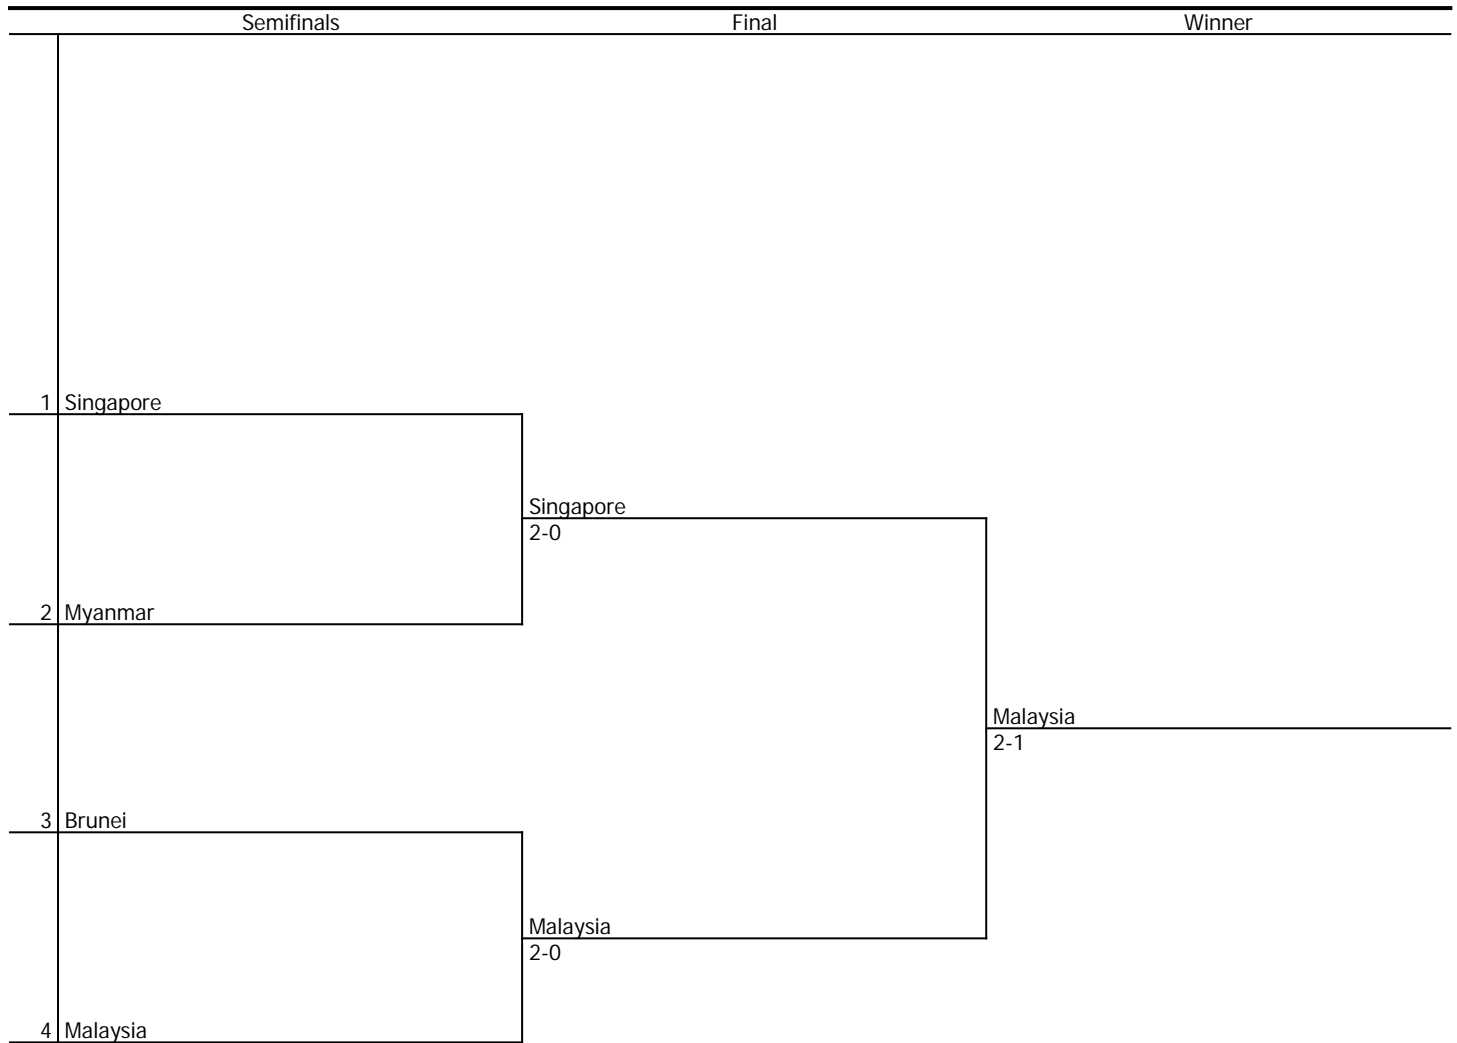 Semifinals Final Winner
1 Singapore
Singapore
2-0
2 Myanmar
Malaysia
2-1
3 Brunei
Malaysia
2-0
4 Malaysia